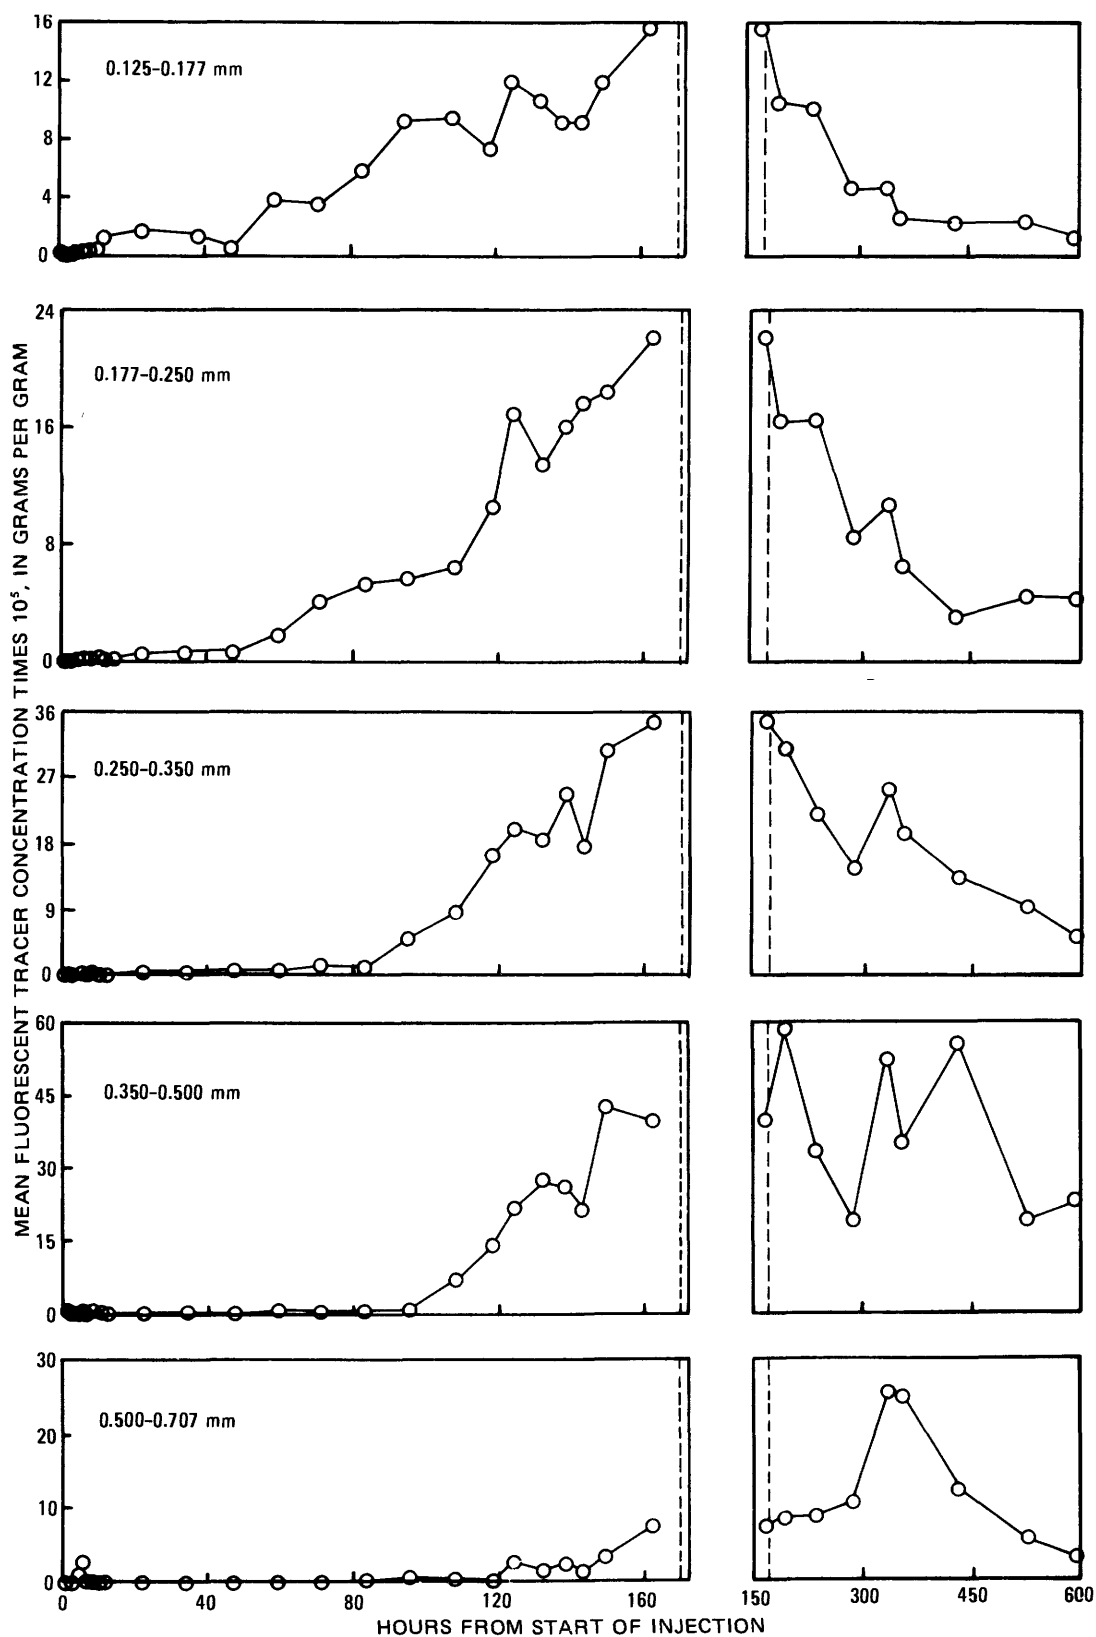 MEAN FLUORESCENT TRACER CONCENTRATION TIMES 10⁵, IN GRAMS PER GRAM
16
12
8
4
0
0.125-0.177 mm
24
16
8
0
0.177-0.250 mm
36
27
18
9
0
0.250-0.350 mm
60
45
30
15
0
0.350-0.500 mm
30
20
10
0
0.500-0.707 mm
0 40 80 120 160 150 300 450 600
HOURS FROM START OF INJECTION